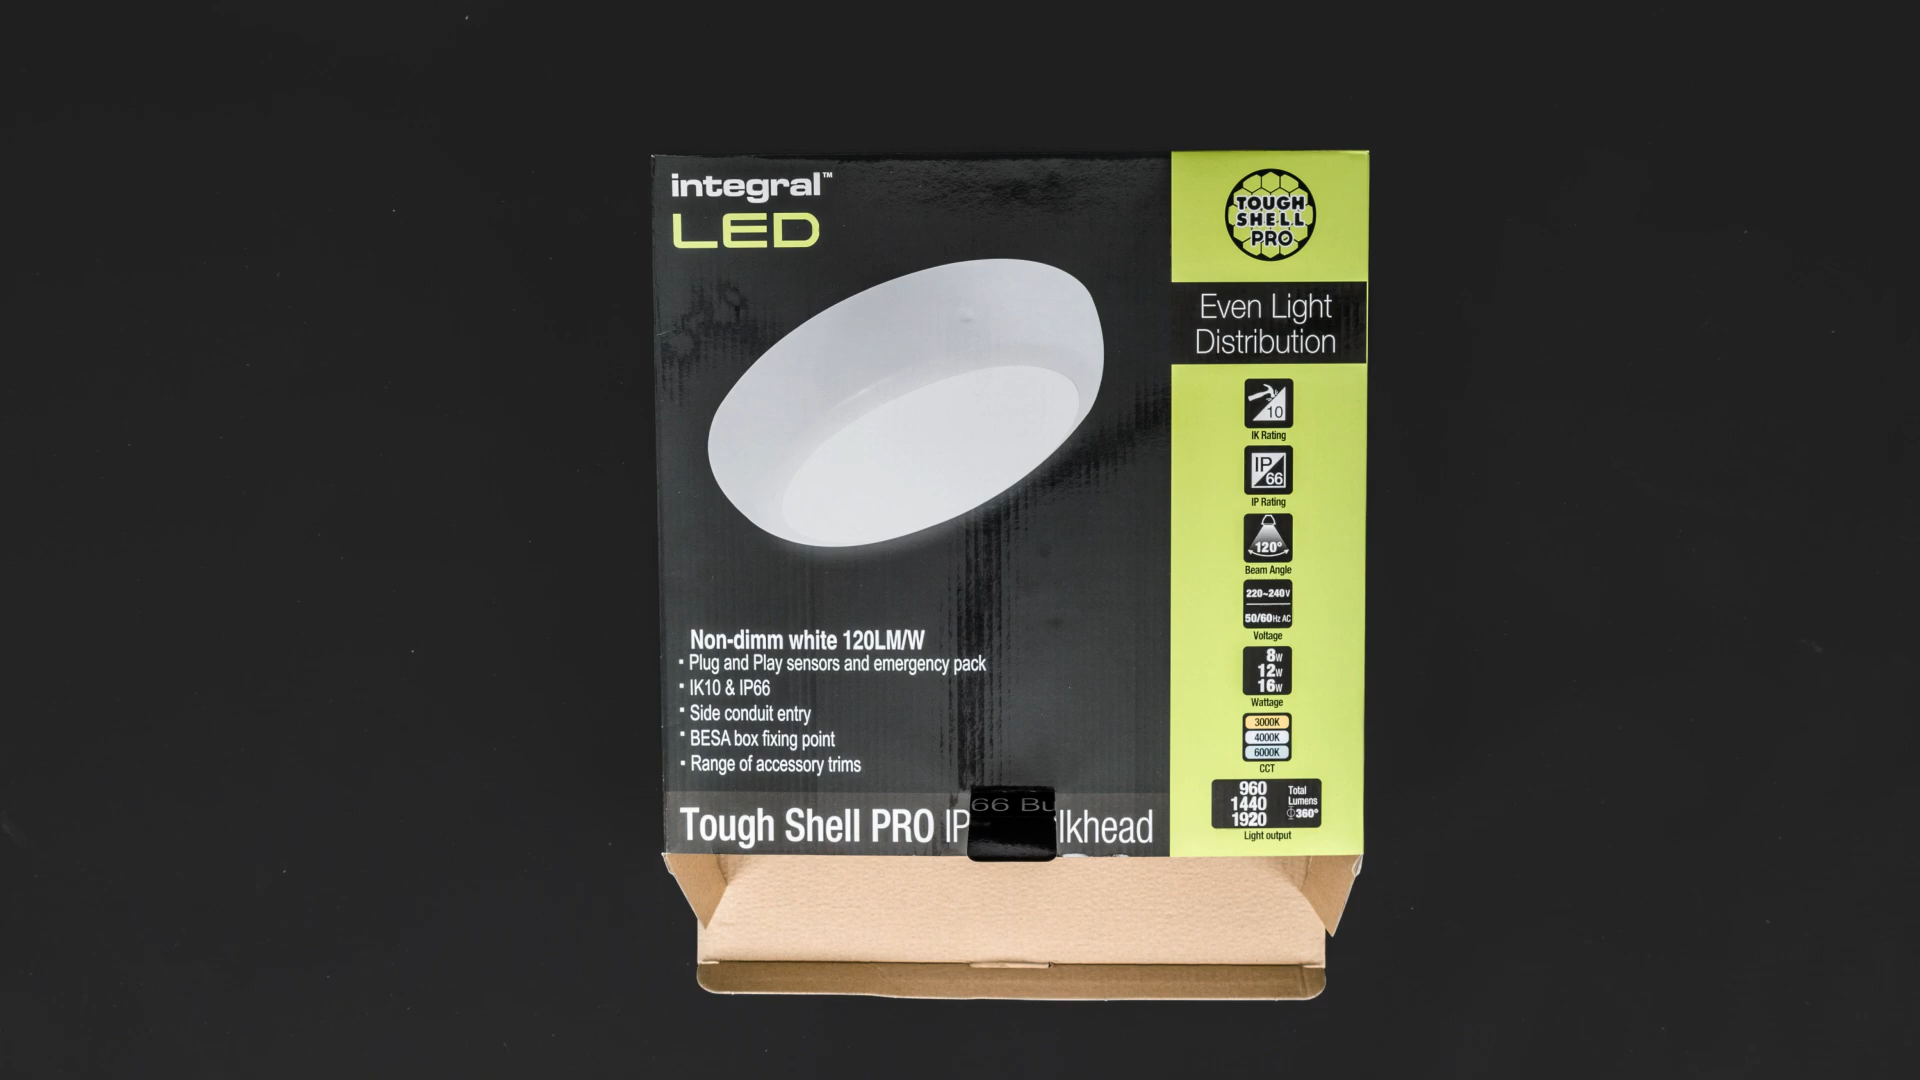 integral™
LED
TOUGH
SHELL
PRO
Even Light
Distribution
10
IK Rating
IP
66
IP Rating
120°
Beam Angle
220~240V
50/60Hz AC
Voltage
8W
12W
16W
Wattage
3000K
4000K
6000K
CCT
960
1440
1920
Total
Lumens
360°
Light output
Non-dimm white 120LM/W
• Plug and Play sensors and emergency pack
• IK10 & IP66
• Side conduit entry
• BESA box fixing point
• Range of accessory trims
66 Bu
Tough Shell PRO IP lkhead